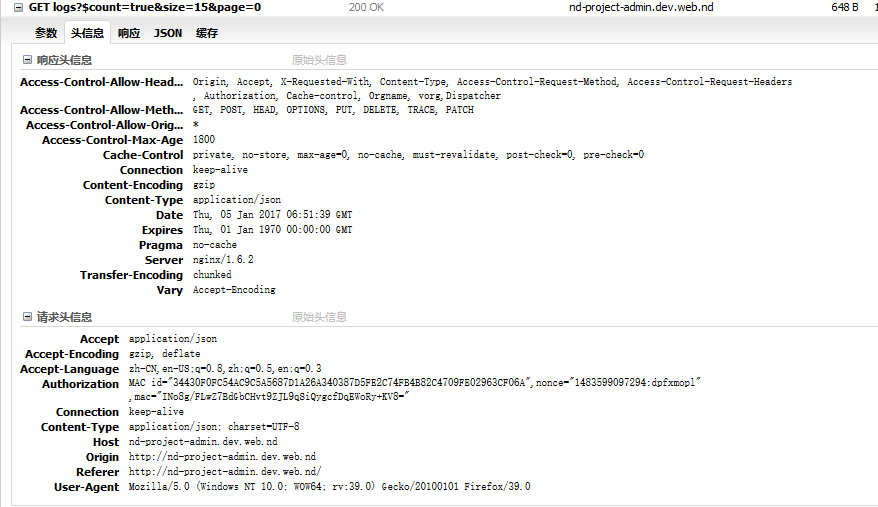 GET logs?$count=true&size=15&page=0 200 OK nd-project-admin.dev.web.nd 648 B 1
参数 头信息 响应 JSON 缓存
响应头信息 原始头信息
Access-Control-Allow-Head... Origin, Accept, X-Requested-With, Content-Type, Access-Control-Request-Method, Access-Control-Request-Headers
, Authorization, Cache-control, Orgname, vorg,Dispatcher
Access-Control-Allow-Meth... GET, POST, HEAD, OPTIONS, PUT, DELETE, TRACE, PATCH
Access-Control-Allow-Orig... *
Access-Control-Max-Age 1800
Cache-Control private, no-store, max-age=0, no-cache, must-revalidate, post-check=0, pre-check=0
Connection keep-alive
Content-Encoding gzip
Content-Type application/json
Date Thu, 05 Jan 2017 06:51:39 GMT
Expires Thu, 01 Jan 1970 00:00:00 GMT
Pragma no-cache
Server nginx/1.6.2
Transfer-Encoding chunked
Vary Accept-Encoding
请求头信息 原始头信息
Accept application/json
Accept-Encoding gzip, deflate
Accept-Language zh-CN,en-US;q=0.8,zh;q=0.5,en;q=0.3
Authorization MAC id="34430F0FC54AC9C5A5687D1A26A340387D5FE2C74FB4B82C4709FE02963CF06A",nonce="1483599097294:dpfxmopl"
,mac="INo8g/FLwZ7BdGbCHvt9ZJL9qSiQygcfDqEWoRy+KV8="
Connection keep-alive
Content-Type application/json; charset=UTF-8
Host nd-project-admin.dev.web.nd
Origin http://nd-project-admin.dev.web.nd
Referer http://nd-project-admin.dev.web.nd/
User-Agent Mozilla/5.0 (Windows NT 10.0; WOW64; rv:39.0) Gecko/20100101 Firefox/39.0